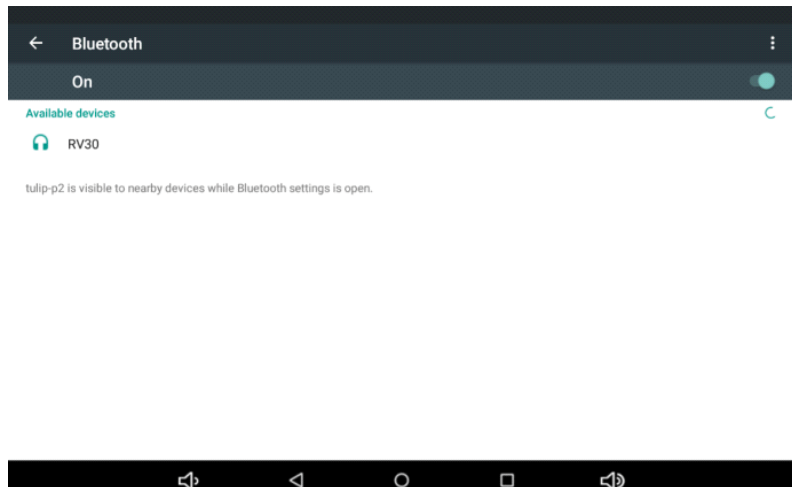 Bluetooth
On
Available devices
RV30
tulip-p2 is visible to nearby devices while Bluetooth settings is open.